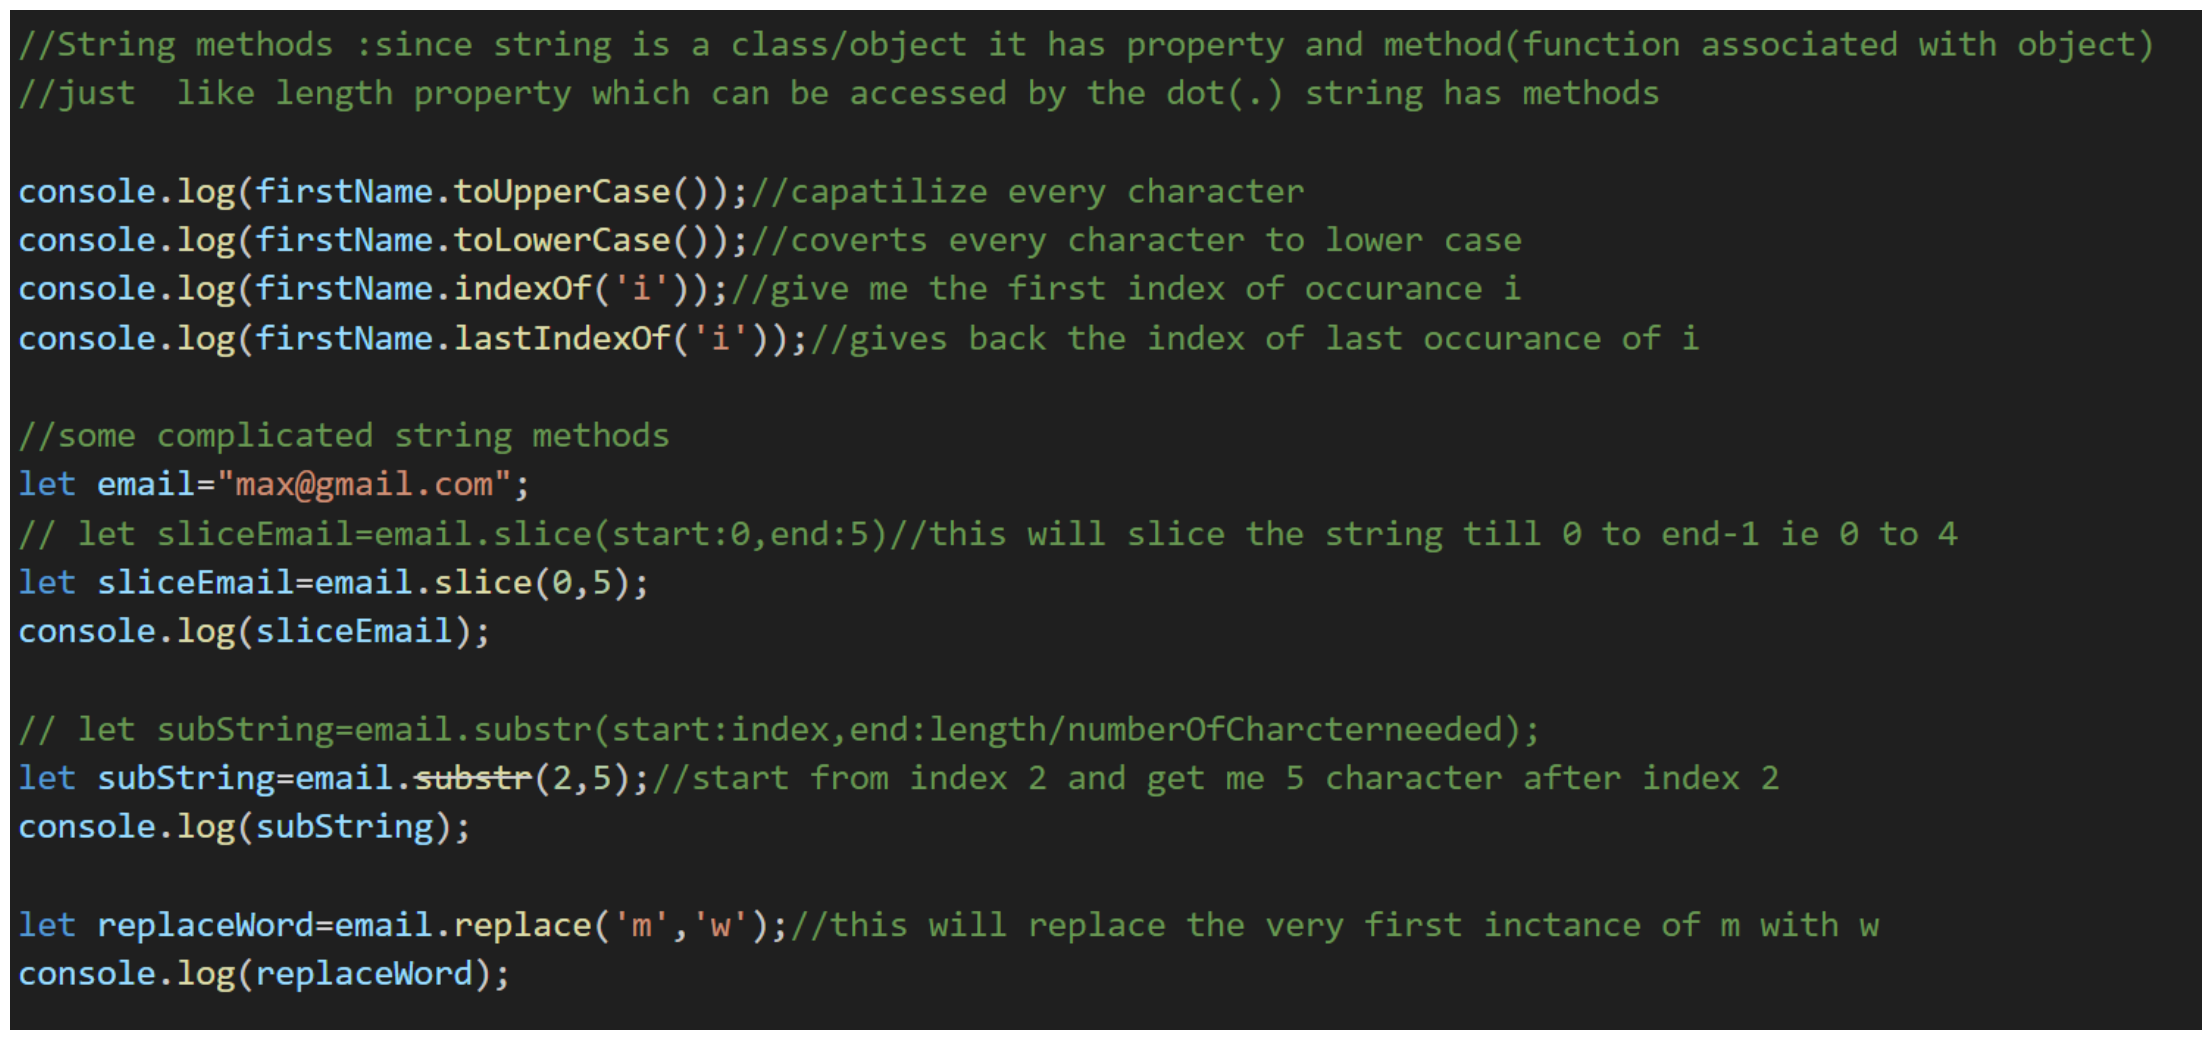 //String methods :since string is a class/object it has property and method(function associated with object)
//just  like length property which can be accessed by the dot(.) string has methods
console.log(firstName.toUpperCase());//capatilize every character
console.log(firstName.toLowerCase());//coverts every character to lower case
console.log(firstName.indexOf('i'));//give me the first index of occurance i
console.log(firstName.lastIndexOf('i'));//gives back the index of last occurance of i
//some complicated string methods
let email="max@gmail.com";
// let sliceEmail=email.slice(start:0,end:5)//this will slice the string till 0 to end-1 ie 0 to 4
let sliceEmail=email.slice(0,5);
console.log(sliceEmail);
// let subString=email.substr(start:index,end:length/numberOfCharcterneeded);
let subString=email.substr(2,5);//start from index 2 and get me 5 character after index 2
console.log(subString);
let replaceWord=email.replace('m','w');//this will replace the very first inctance of m with w
console.log(replaceWord);